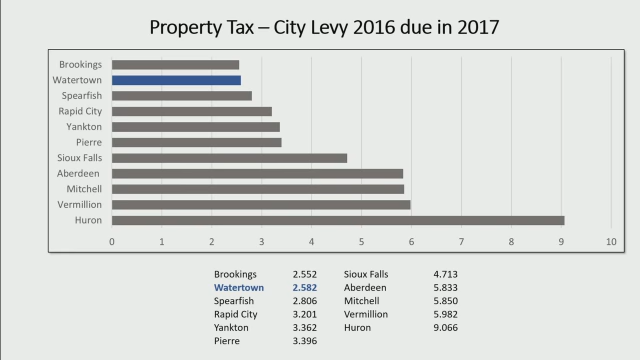 Property Tax – City Levy 2016 due in 2017
Brookings
Watertown
Spearfish
Rapid City
Yankton
Pierre
Sioux Falls
Aberdeen
Mitchell
Vermillion
Huron
0 1 2 3 4 5 6 7 8 9 10
Brookings 2.552 Sioux Falls 4.713
Watertown 2.582 Aberdeen 5.833
Spearfish 2.806 Mitchell 5.850
Rapid City 3.201 Vermillion 5.982
Yankton 3.362 Huron 9.066
Pierre 3.396